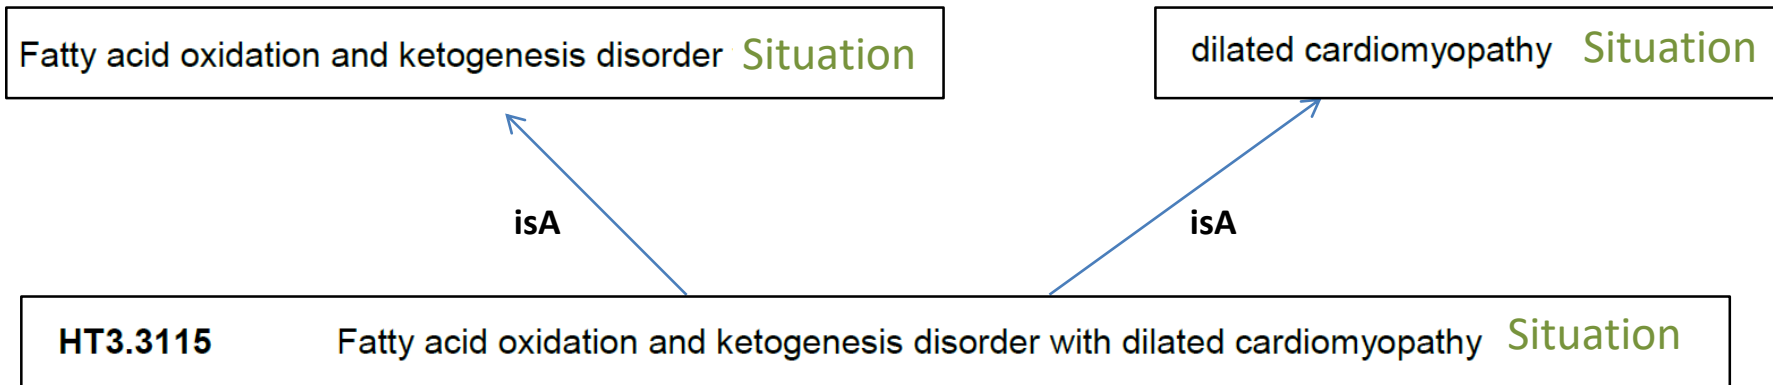 Fatty acid oxidation and ketogenesis disorder Situation
dilated cardiomyopathy Situation
isA
isA
HT3.3115 Fatty acid oxidation and ketogenesis disorder with dilated cardiomyopathy Situation